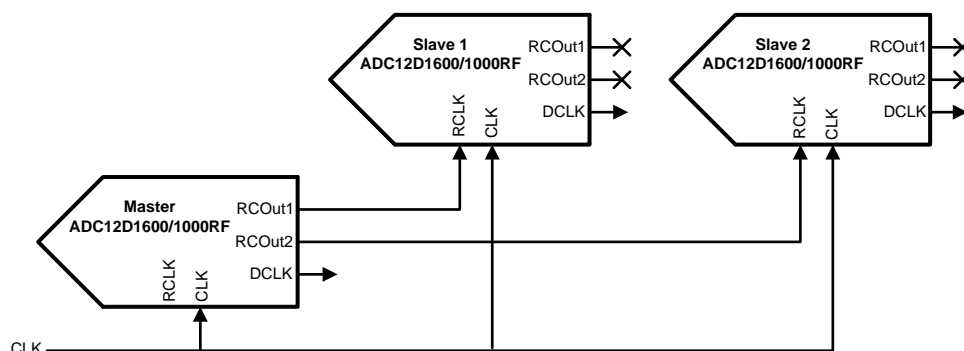 Slave 1
ADC12D1600/1000RF
RCOut1
RCOut2
DCLK
RCLK
CLK
Slave 2
ADC12D1600/1000RF
RCOut1
RCOut2
DCLK
RCLK
CLK
Master
ADC12D1600/1000RF
RCOut1
RCOut2
DCLK
RCLK
CLK
CLK